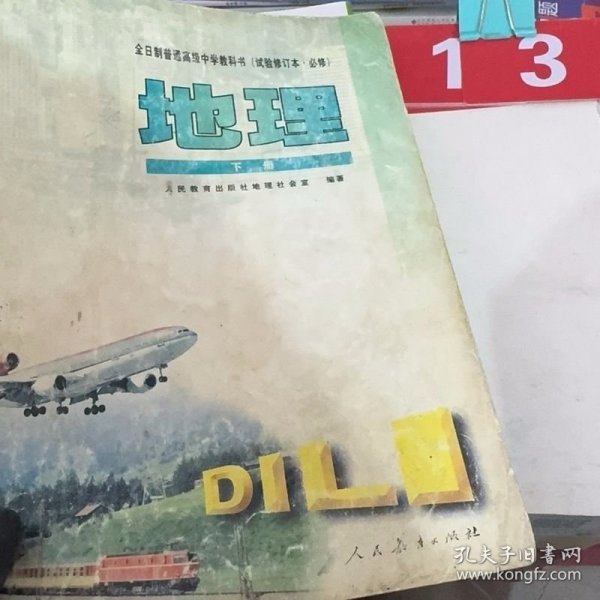 全日制普通高级中学教科书(试验修订本·必修)
13
地理
下册
人民教育出版社地理社会室 编著
DILI
人民教育出版社
孔夫子旧书网
www.kongfz.com